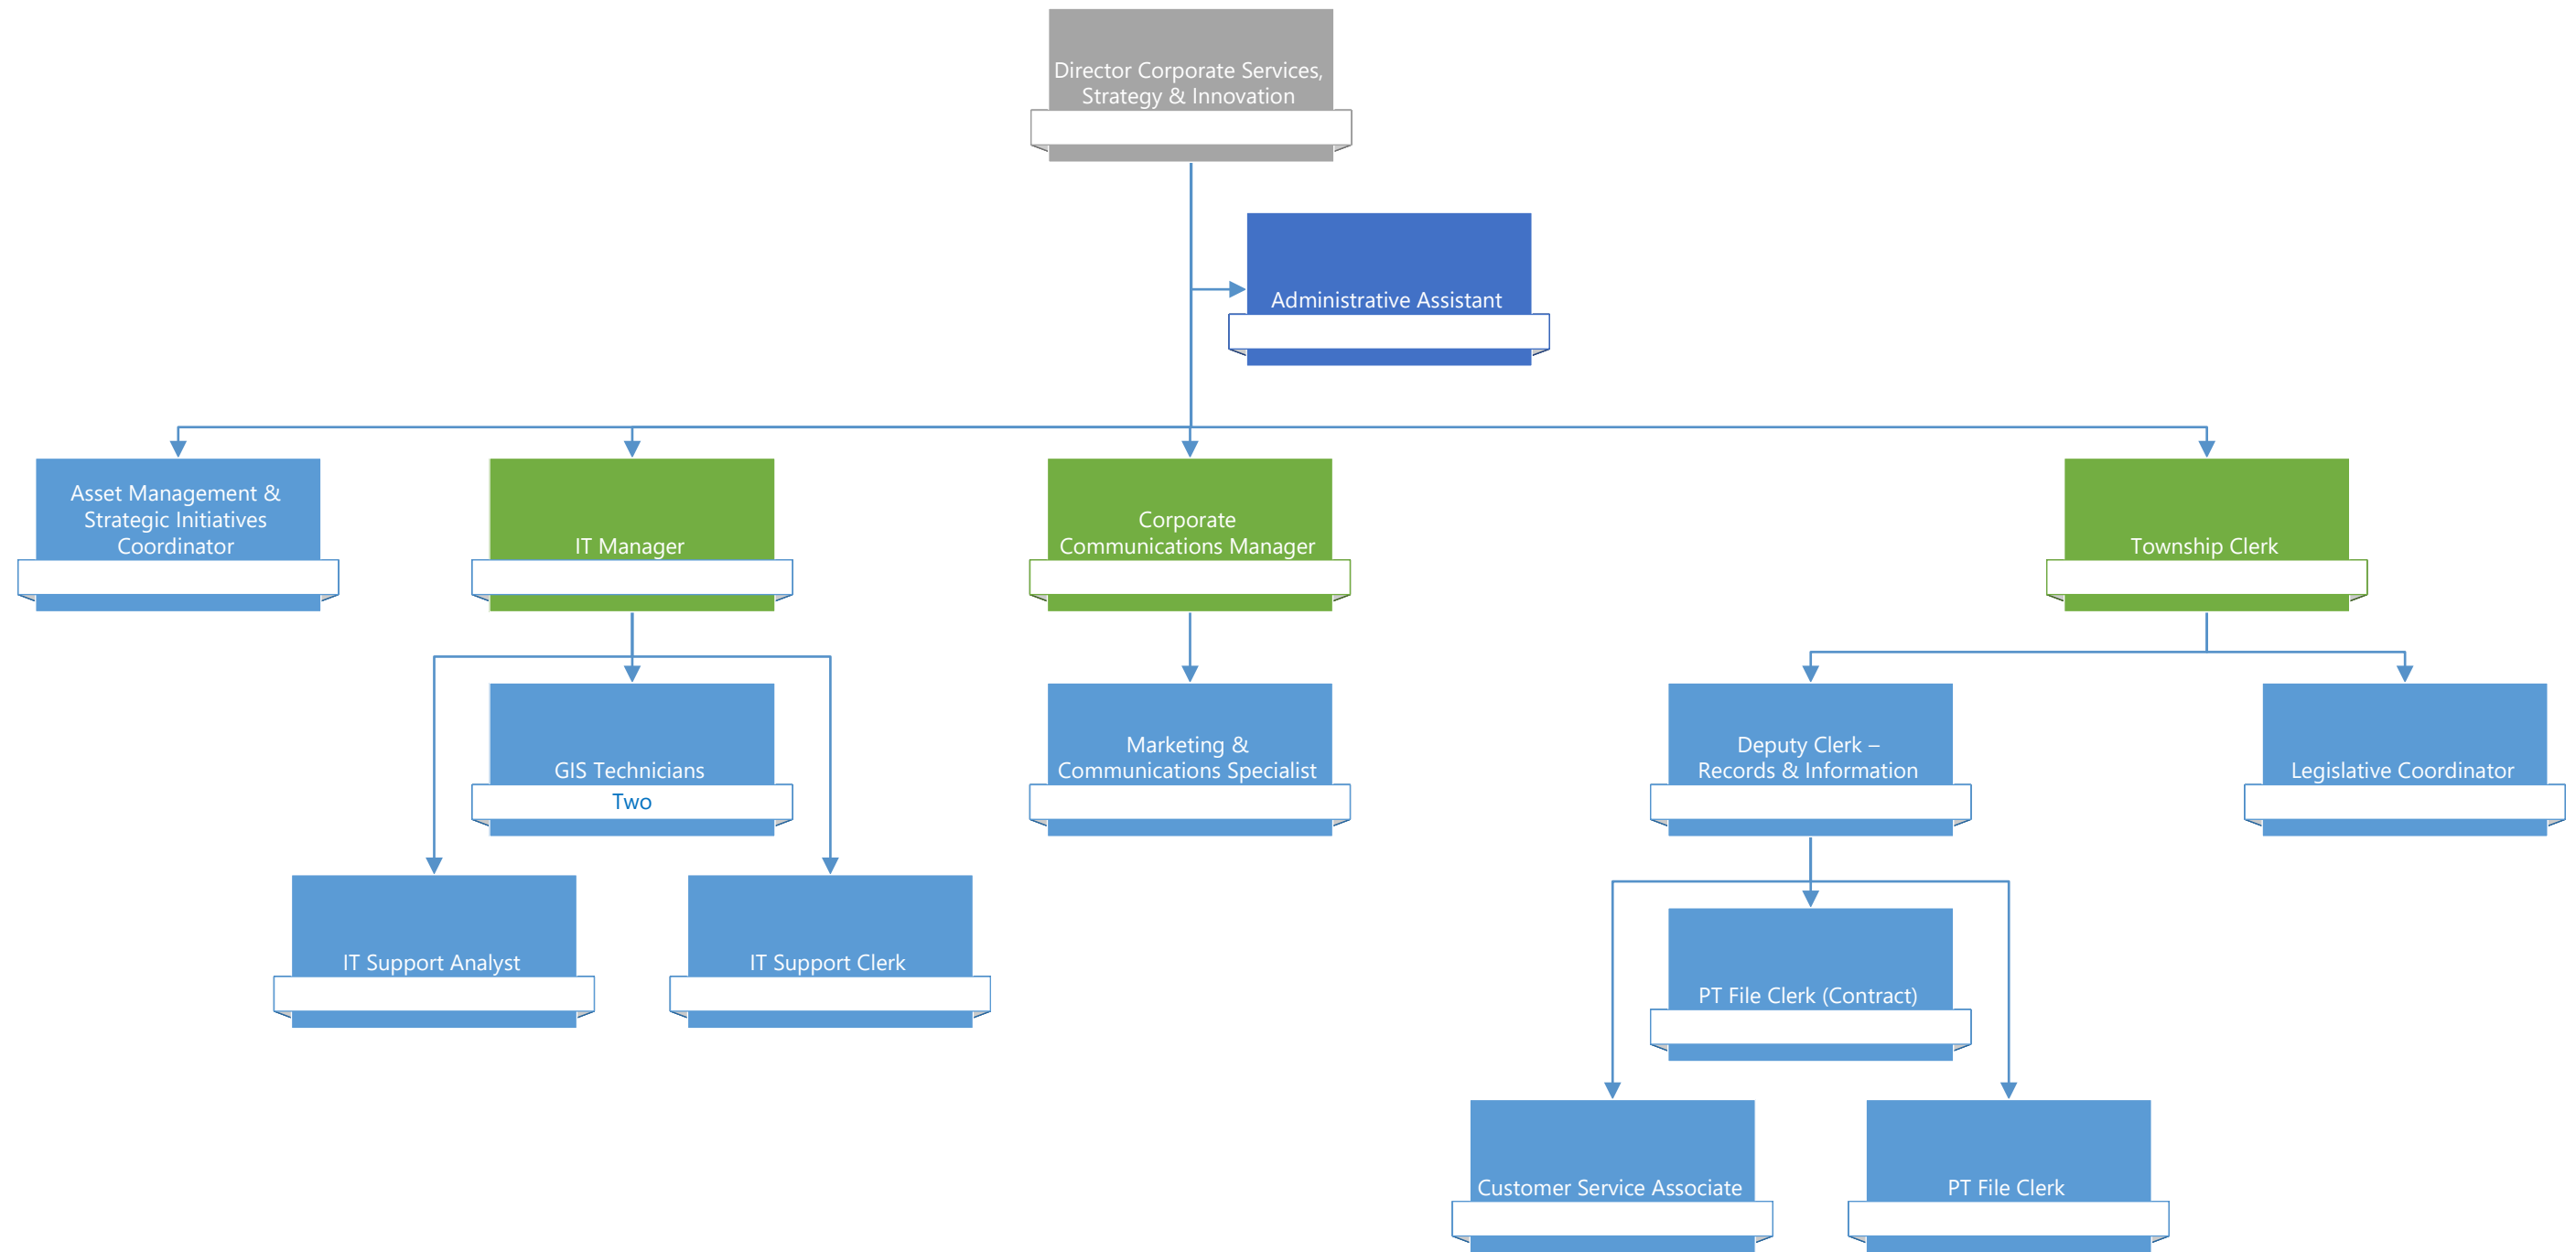 Director Corporate Services,
Strategy & Innovation
Administrative Assistant
Asset Management &
Strategic Initiatives
Coordinator
IT Manager
Corporate
Communications Manager
Township Clerk
GIS Technicians
Two
Marketing &
Communications Specialist
Deputy Clerk –
Records & Information
Legislative Coordinator
IT Support Analyst
IT Support Clerk
PT File Clerk (Contract)
Customer Service Associate
PT File Clerk